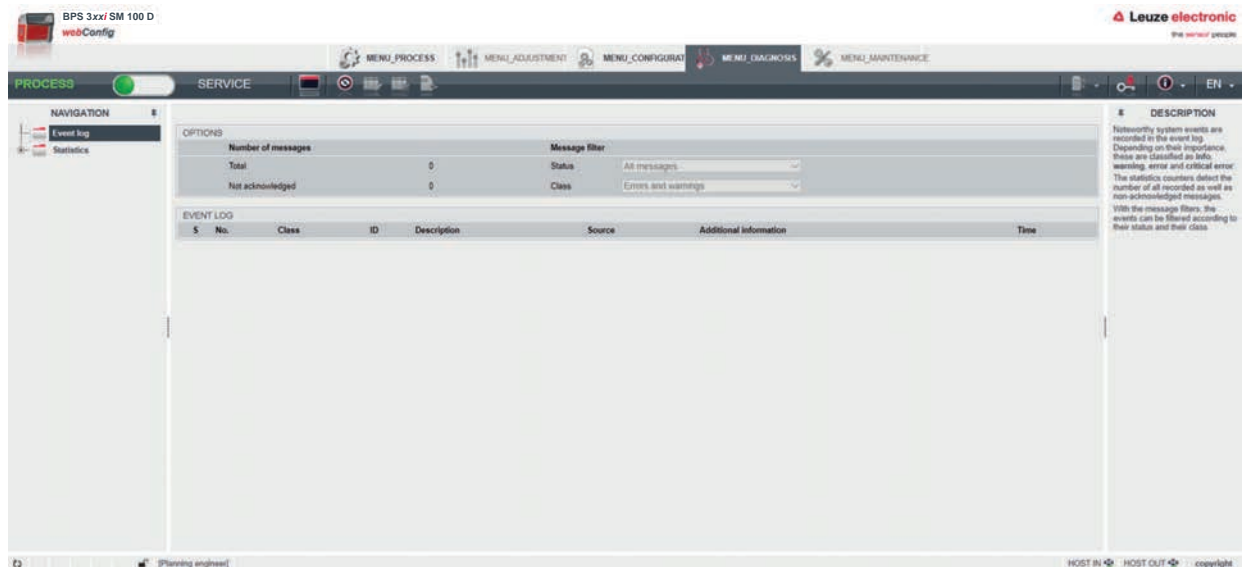 BPS 3xxi SM 100 D
webConfig
Leuze electronic
the sensor people
MENU_PROCESS
MENU_ADJUSTMENT
MENU_CONFIGURAT
MENU_DIAGNOSIS
MENU_MAINTENANCE
PROCESS
SERVICE
EN
NAVIGATION
Event log
Statistics
OPTIONS
Number of messages
Message filter
Total
0
Status
All messages
Not acknowledged
0
Class
Errors and warnings
EVENT LOG
S No. Class ID Description Source Additional information Time
DESCRIPTION
Noteworthy system events are
recorded in the event log.
Depending on their importance,
these are classified as Info,
warning, error and critical error
The statistics counters detect the
number of all recorded as well as
non-acknowledged messages.
With the message filters, the
events can be filtered according to
their status and their class
[Planning engineer]
HOST IN
HOST OUT
copyright